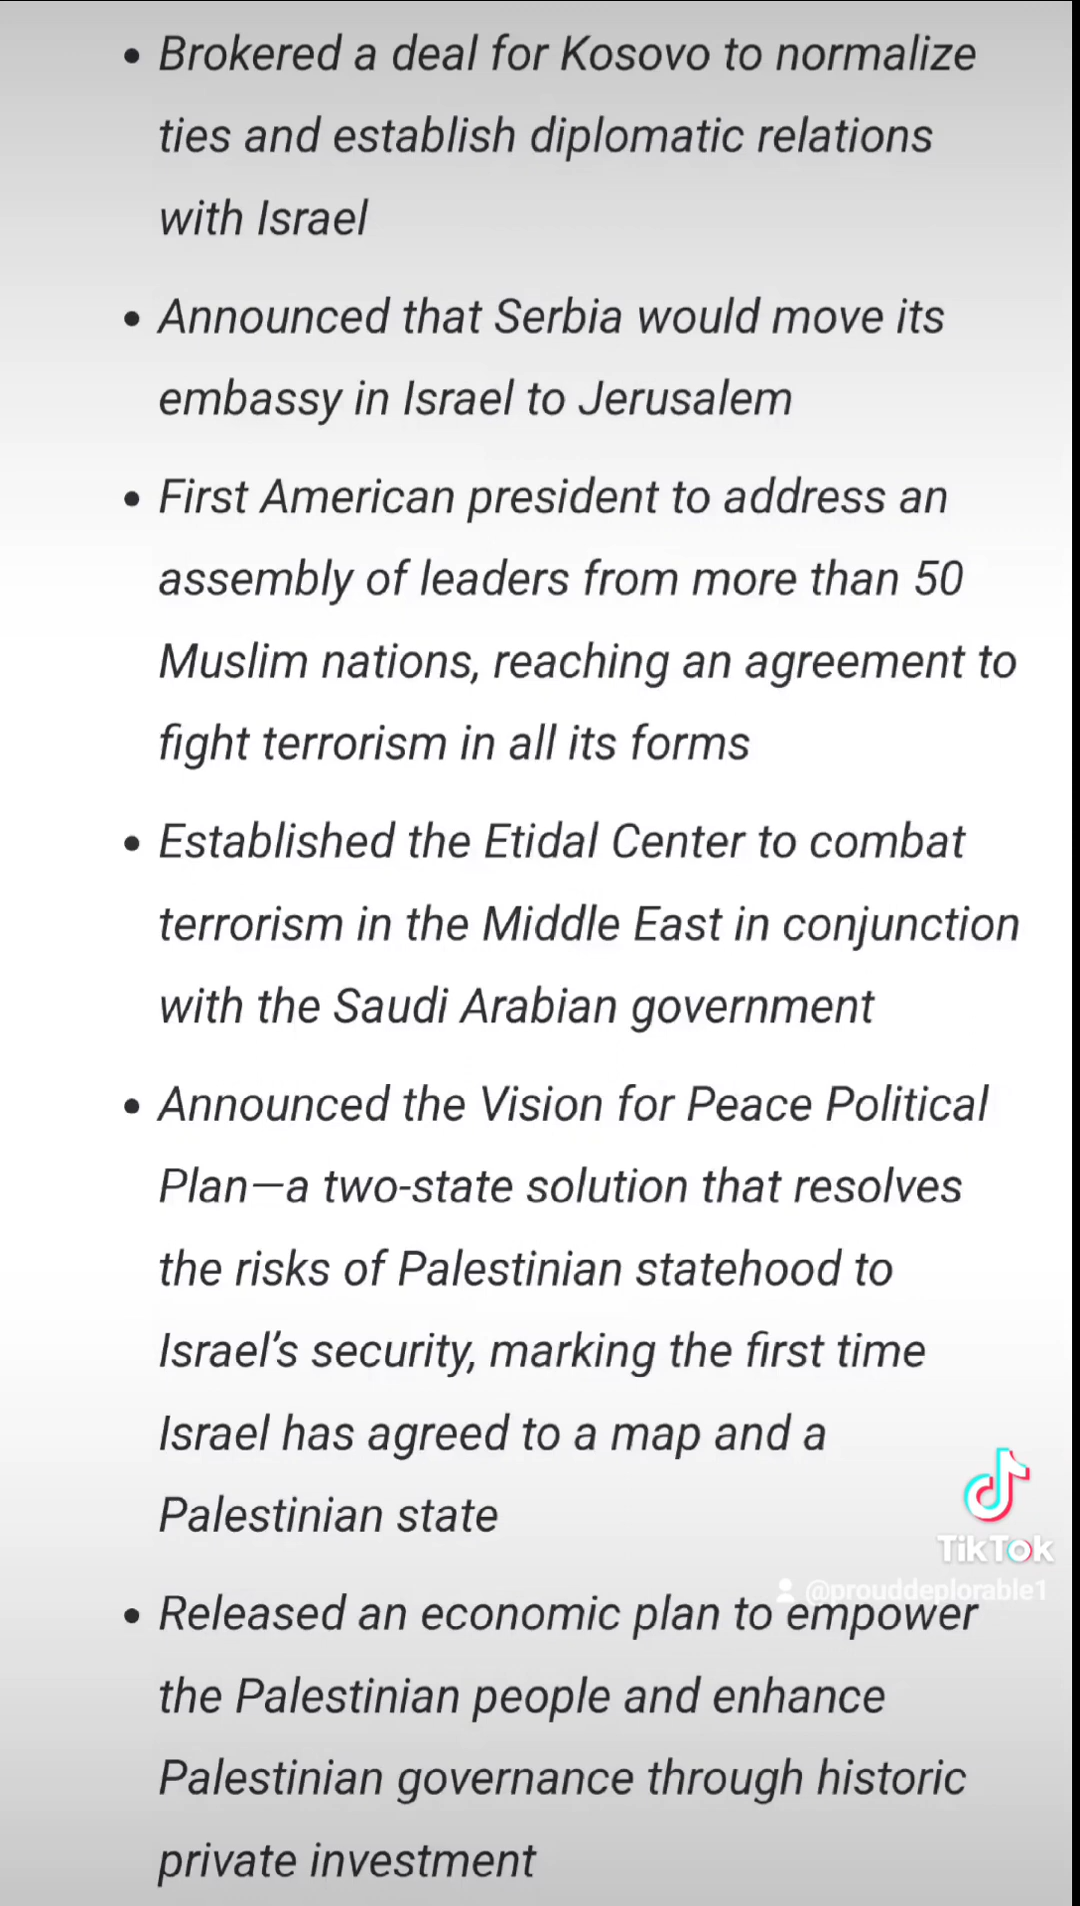 • Brokered a deal for Kosovo to normalize
ties and establish diplomatic relations
with Israel
• Announced that Serbia would move its
embassy in Israel to Jerusalem
• First American president to address an
assembly of leaders from more than 50
Muslim nations, reaching an agreement to
fight terrorism in all its forms
• Established the Etidal Center to combat
terrorism in the Middle East in conjunction
with the Saudi Arabian government
• Announced the Vision for Peace Political
Plan—a two-state solution that resolves
the risks of Palestinian statehood to
Israel’s security, marking the first time
Israel has agreed to a map and a
Palestinian state
TikTok
@prouddeplorable1
• Released an economic plan to empower
the Palestinian people and enhance
Palestinian governance through historic
private investment